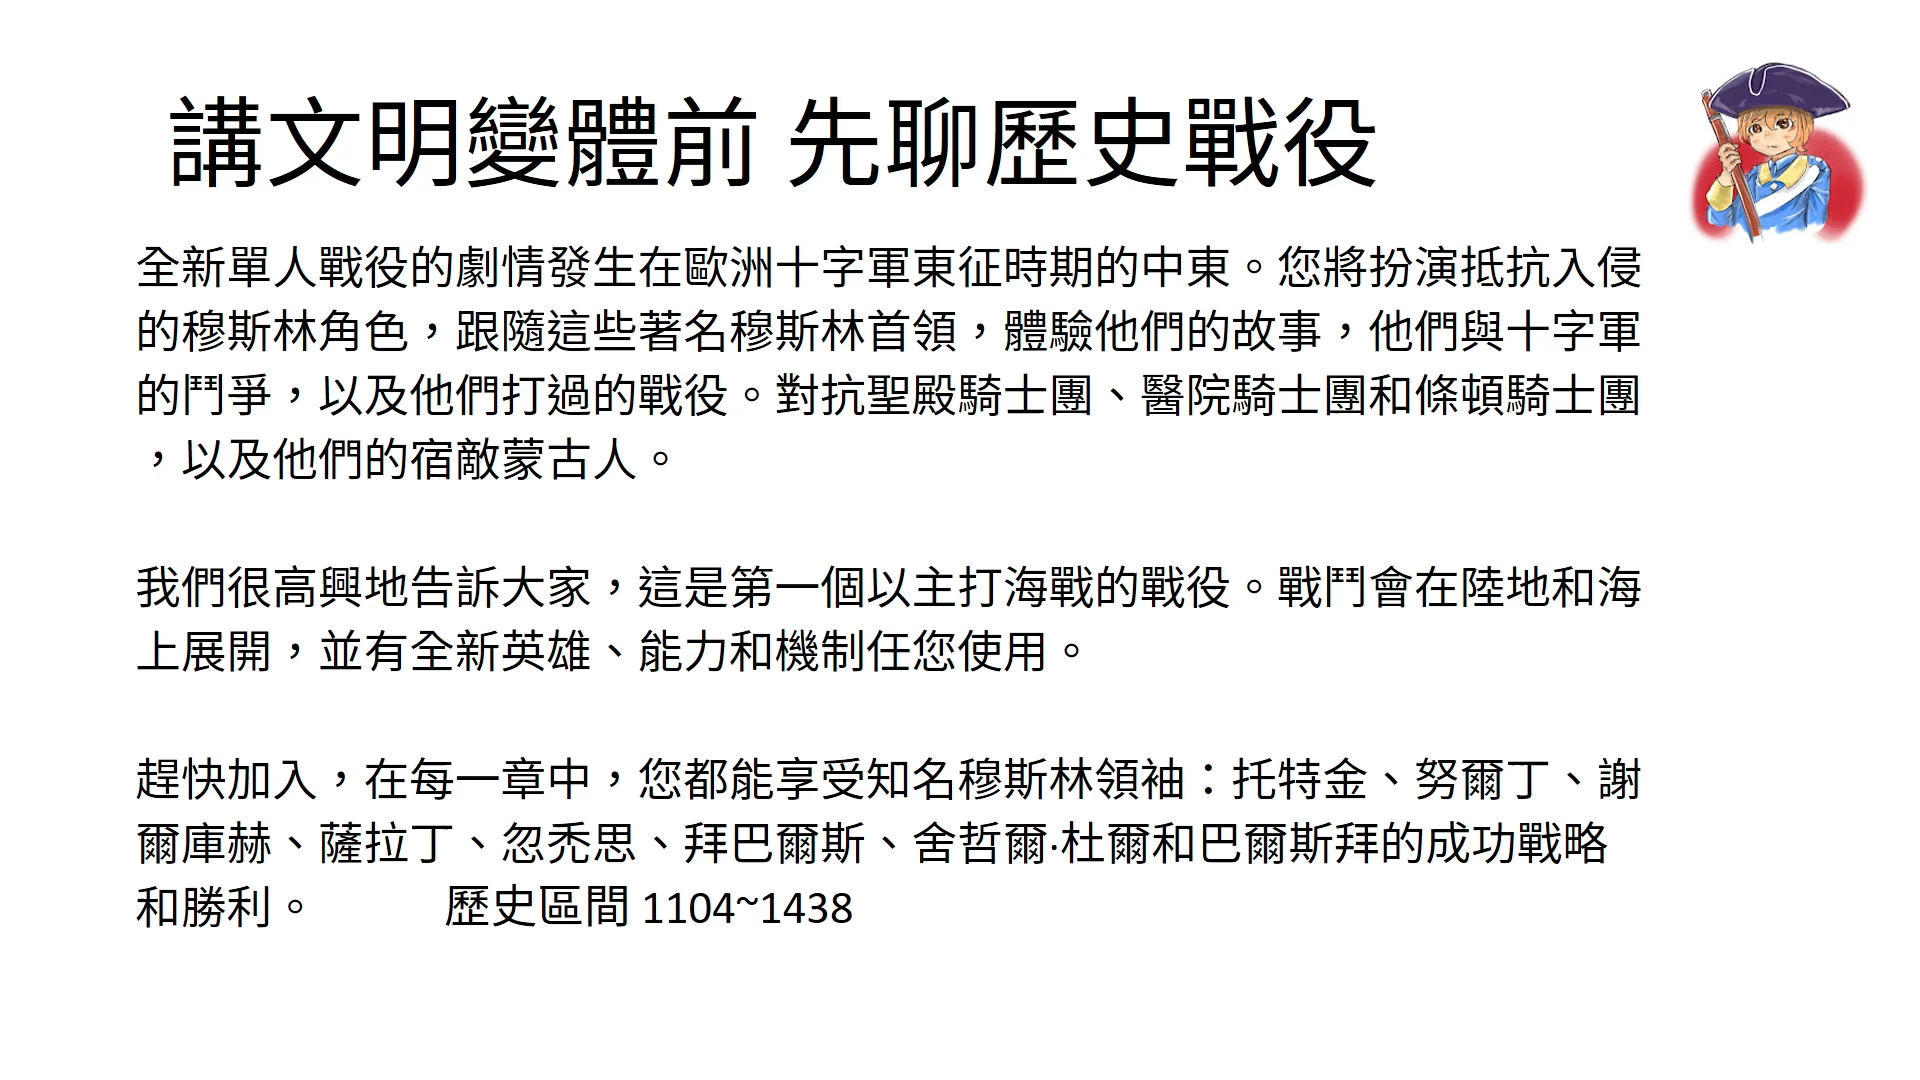 講文明變體前 先聊歷史戰役
全新單人戰役的劇情發生在歐洲十字軍東征時期的中東。您將扮演抵抗入侵
的穆斯林角色，跟隨這些著名穆斯林首領，體驗他們的故事，他們與十字軍
的鬥爭，以及他們打過的戰役。對抗聖殿騎士團、醫院騎士團和條頓騎士團
，以及他們的宿敵蒙古人。
我們很高興地告訴大家，這是第一個以主打海戰的戰役。戰鬥會在陸地和海
上展開，並有全新英雄、能力和機制任您使用。
趕快加入，在每一章中，您都能享受知名穆斯林領袖：托特金、努爾丁、謝
爾庫赫、薩拉丁、忽禿思、拜巴爾斯、舍哲爾·杜爾和巴爾斯拜的成功戰略
和勝利。 歷史區間 1104~1438